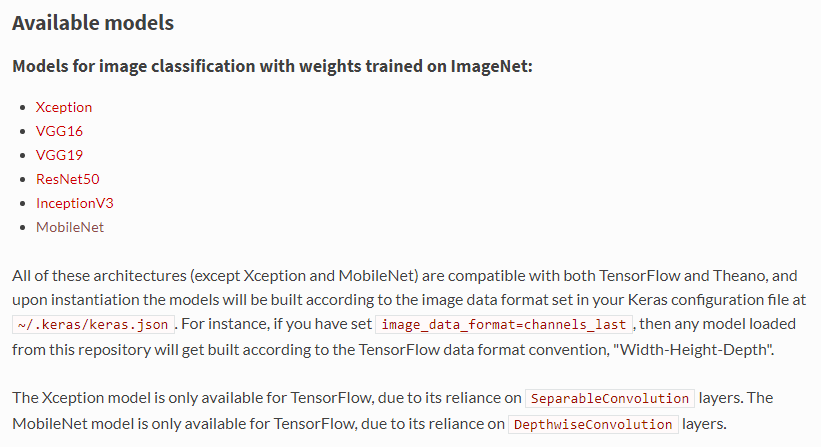 Available models
Models for image classification with weights trained on ImageNet:
Xception
VGG16
VGG19
ResNet50
InceptionV3
MobileNet
All of these architectures (except Xception and MobileNet) are compatible with both TensorFlow and Theano, and
upon instantiation the models will be built according to the image data format set in your Keras configuration file at
~/.keras/keras.json . For instance, if you have set image_data_format=channels_last , then any model loaded
from this repository will get built according to the TensorFlow data format convention, "Width-Height-Depth".
The Xception model is only available for TensorFlow, due to its reliance on SeparableConvolution layers. The
MobileNet model is only available for TensorFlow, due to its reliance on DepthwiseConvolution layers.